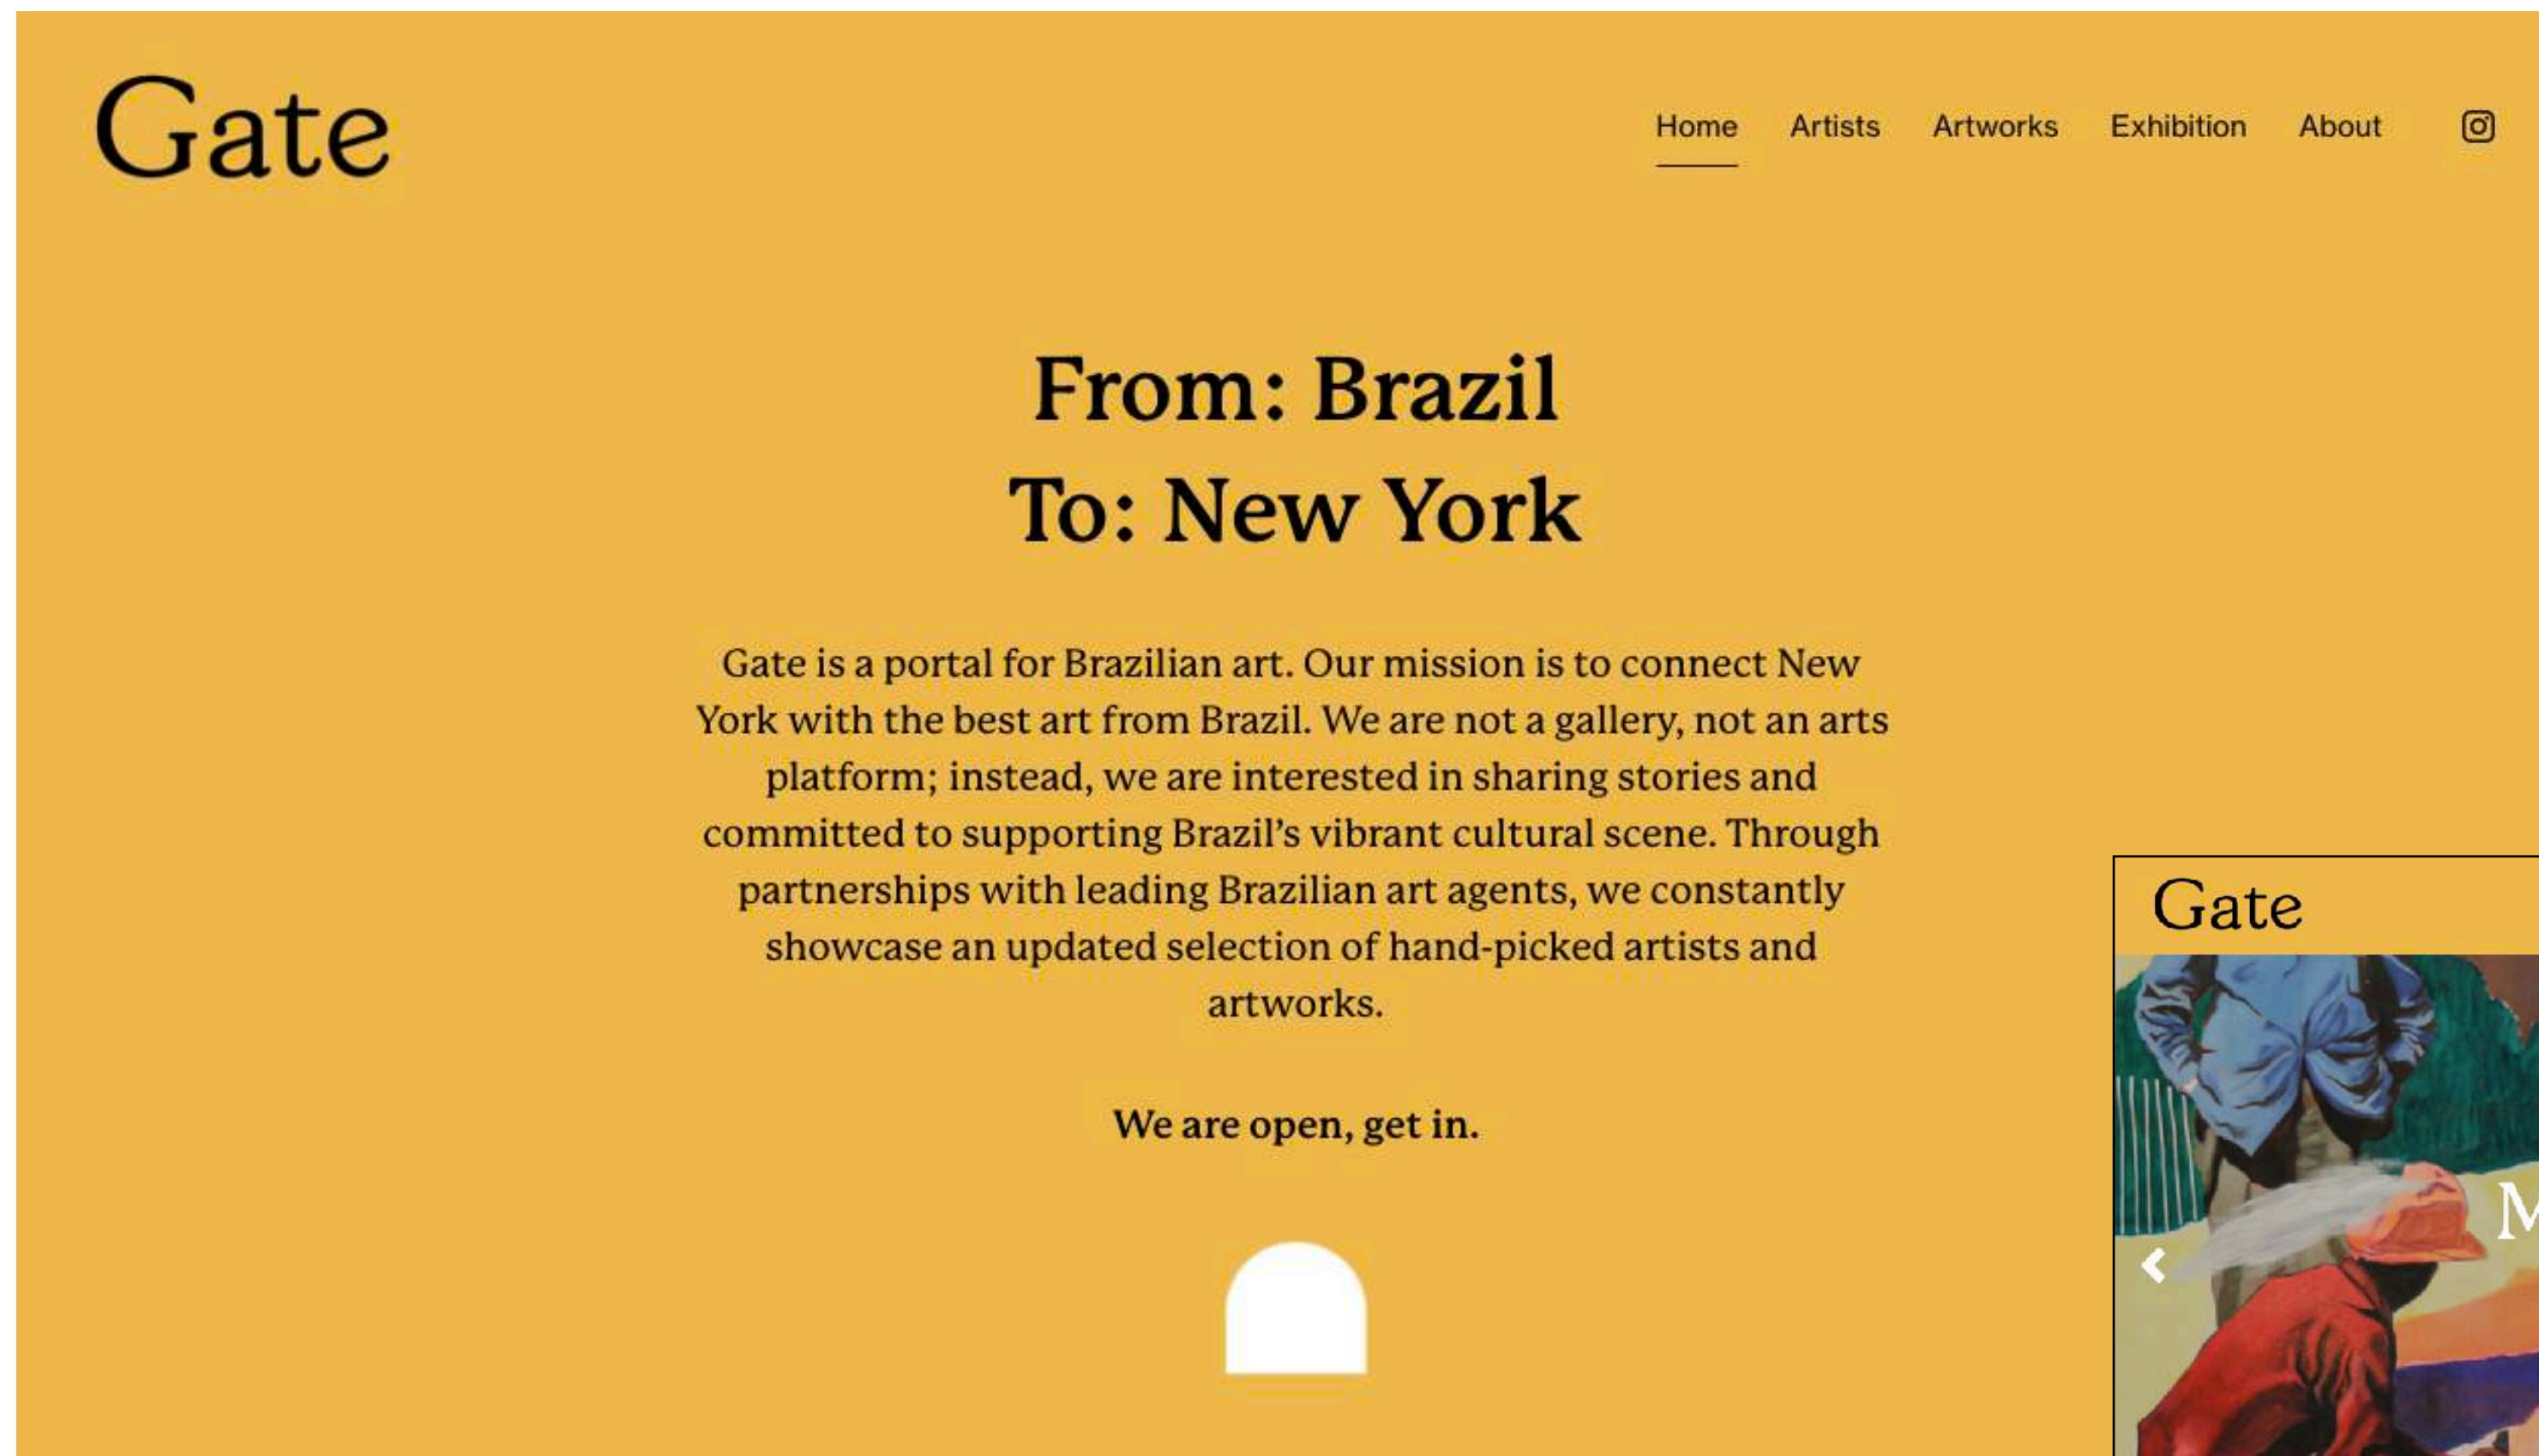 Gate
Home Artists Artworks Exhibition About
From: Brazil
To: New York
Gate is a portal for Brazilian art. Our mission is to connect New
York with the best art from Brazil. We are not a gallery, not an arts
platform; instead, we are interested in sharing stories and
committed to supporting Brazil’s vibrant cultural scene. Through
partnerships with leading Brazilian art agents, we constantly
showcase an updated selection of hand-picked artists and
artworks.
We are open, get in.
Gate